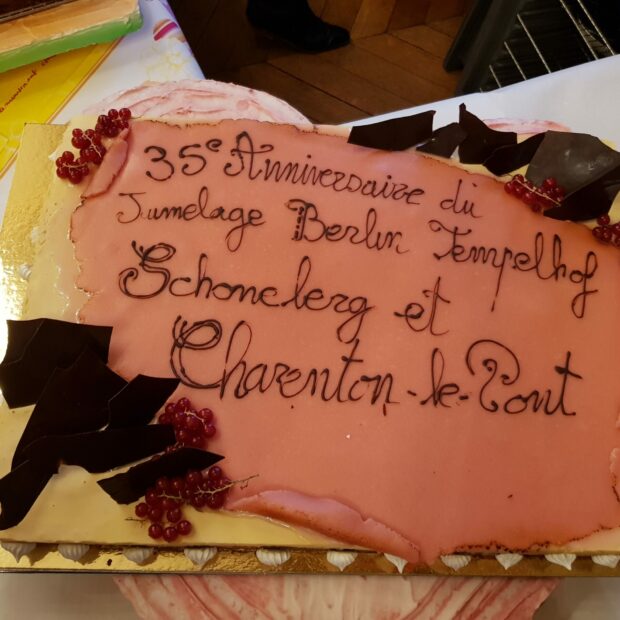 35e Anniversaire du
Jumelage Berlin Tempelhof
Schoneberg et
Charenton-le-Pont